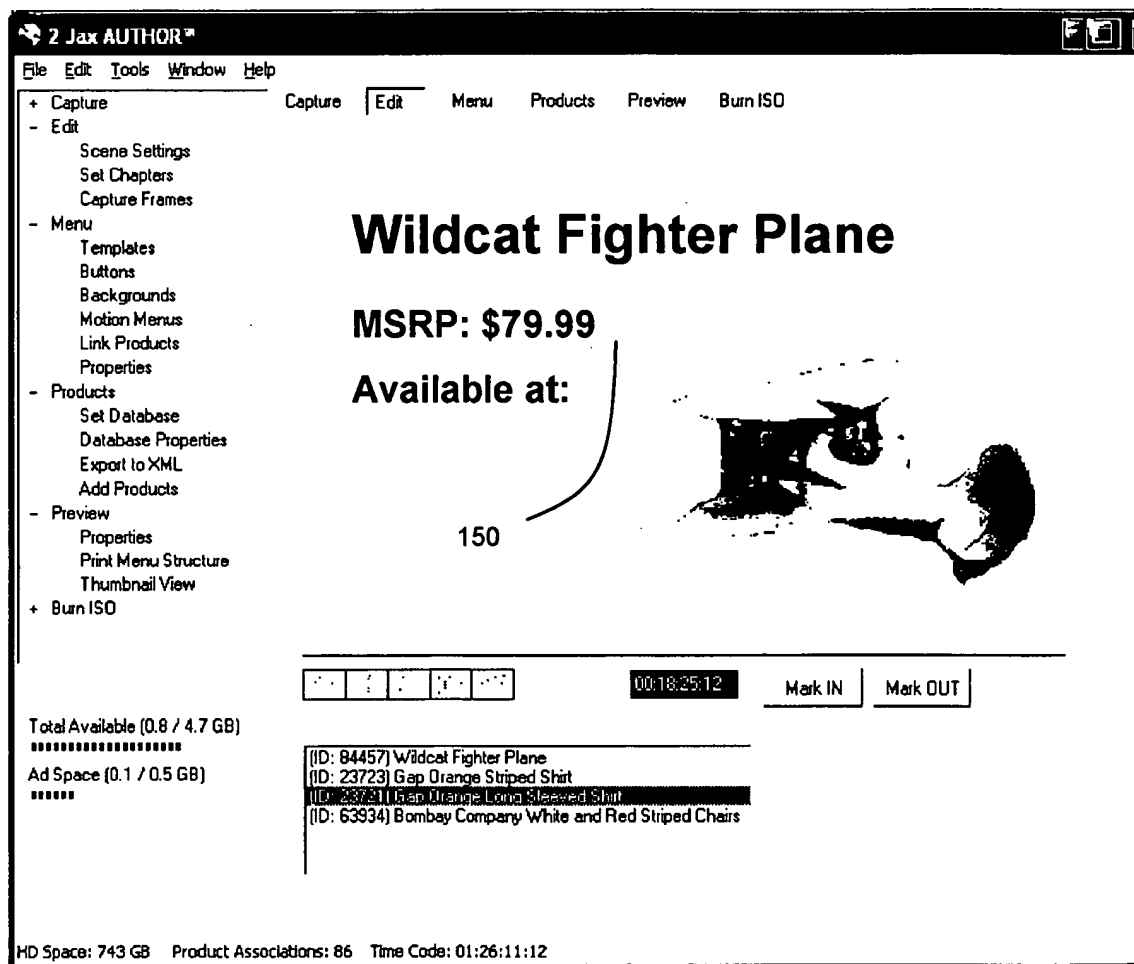 2 Jax AUTHOR™
File Edit Tools Window Help
+ Capture
- Edit
Scene Settings
Set Chapters
Capture Frames
- Menu
Templates
Buttons
Backgrounds
Motion Menus
Link Products
Properties
- Products
Set Database
Database Properties
Export to XML
Add Products
- Preview
Properties
Print Menu Structure
Thumbnail View
+ Burn ISO
Capture Edit Menu Products Preview Burn ISO
Wildcat Fighter Plane
MSRP: $79.99
Available at:
150
00:18:25:12 Mark IN Mark OUT
Total Available (0.8 / 4.7 GB)
Ad Space (0.1 / 0.5 GB)
(ID: 84457) Wildcat Fighter Plane
(ID: 23723) Gap Orange Striped Shirt
Gap Orange Long Sleeved Shirt
(ID: 63934) Bombay Company White and Red Striped Chairs
HD Space: 743 GB Product Associations: 86 Time Code: 01:26:11:12